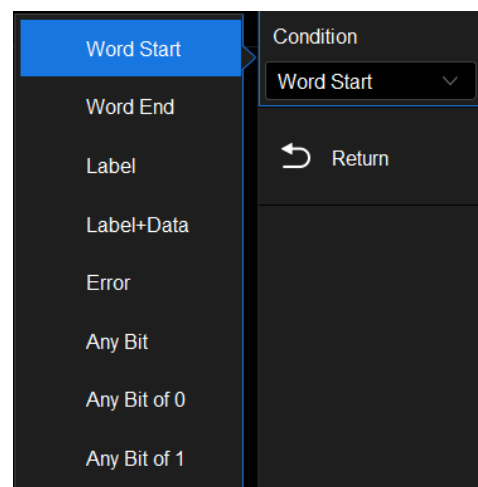 Word Start
Word End
Label
Label+Data
Error
Any Bit
Any Bit of 0
Any Bit of 1
Condition
Word Start
Return